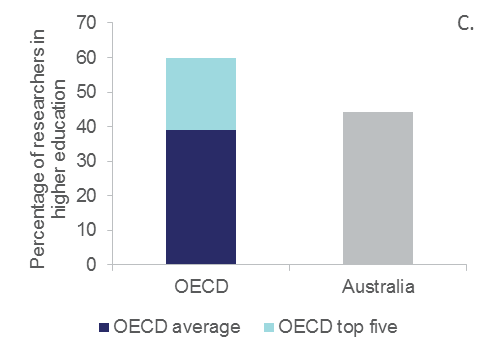 C.
Percentage of researchers in
higher education
70
60
50
40
30
20
10
0
OECD
Australia
OECD average
OECD top five